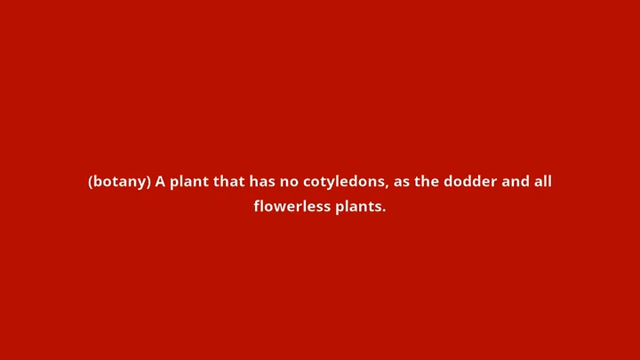 (botany) A plant that has no cotyledons, as the dodder and all
flowerless plants.